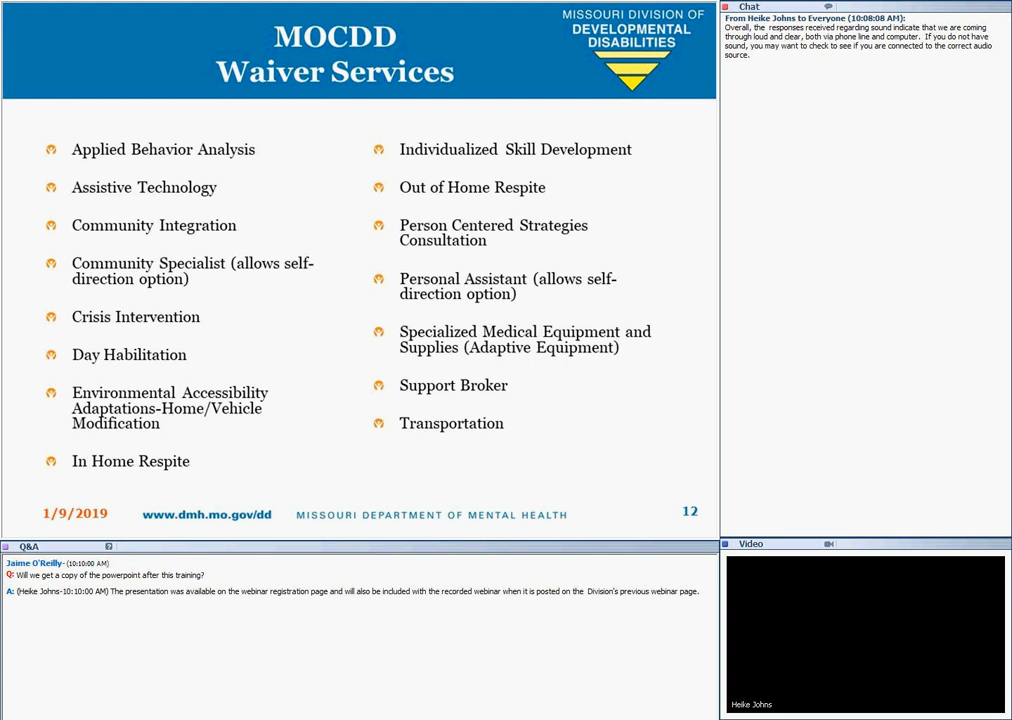 MOCDD
Waiver Services
MISSOURI DIVISION OF
DEVELOPMENTAL
DISABILITIES
Applied Behavior Analysis
Assistive Technology
Community Integration
Community Specialist (allows self-
direction option)
Crisis Intervention
Day Habilitation
Environmental Accessibility
Adaptations-Home/Vehicle
Modification
In Home Respite
Individualized Skill Development
Out of Home Respite
Person Centered Strategies
Consultation
Personal Assistant (allows self-
direction option)
Specialized Medical Equipment and
Supplies (Adaptive Equipment)
Support Broker
Transportation
1/9/2019
www.dmh.mo.gov/dd
MISSOURI DEPARTMENT OF MENTAL HEALTH
12
Chat
From Heike Johns to Everyone (10:08:08 AM):
Overall, the responses received regarding sound indicate that we are coming
through loud and clear, both via phone line and computer. If you do not have
sound, you may want to check to see if you are connected to the correct audio
source.
Q&A
Jaime O'Reilly- (10:10:00 AM)
Q: Will we get a copy of the powerpoint after this training?
A: (Heike Johns-10:10:00 AM) The presentation was available on the webinar registration page and will also be included with the recorded webinar when it is posted on the Division's previous webinar page.
Video
Heike Johns